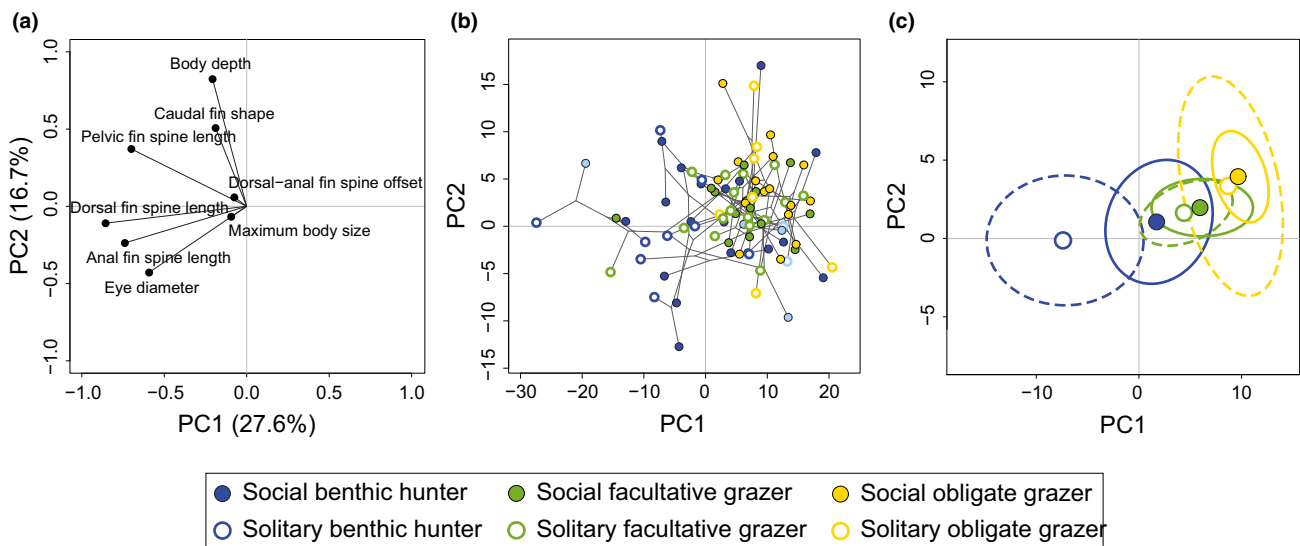 (a)
1.0
0.5
0.0
−0.5
−1.0
PC2 (16.7%)
Body depth
Caudal fin shape
Pelvic fin spine length
Dorsal−anal fin spine offset
Dorsal fin spine length
Maximum body size
Anal fin spine length
Eye diameter
−1.0 −0.5 0.0 0.5 1.0
PC1 (27.6%)
(b)
15
10
5
0
−5
−10
−15
PC2
−30 −20 −10 0 10 20
PC1
(c)
10
5
0
−5
PC2
−10 0 10
PC1
Social benthic hunter
Social facultative grazer
Social obligate grazer
Solitary benthic hunter
Solitary facultative grazer
Solitary obligate grazer